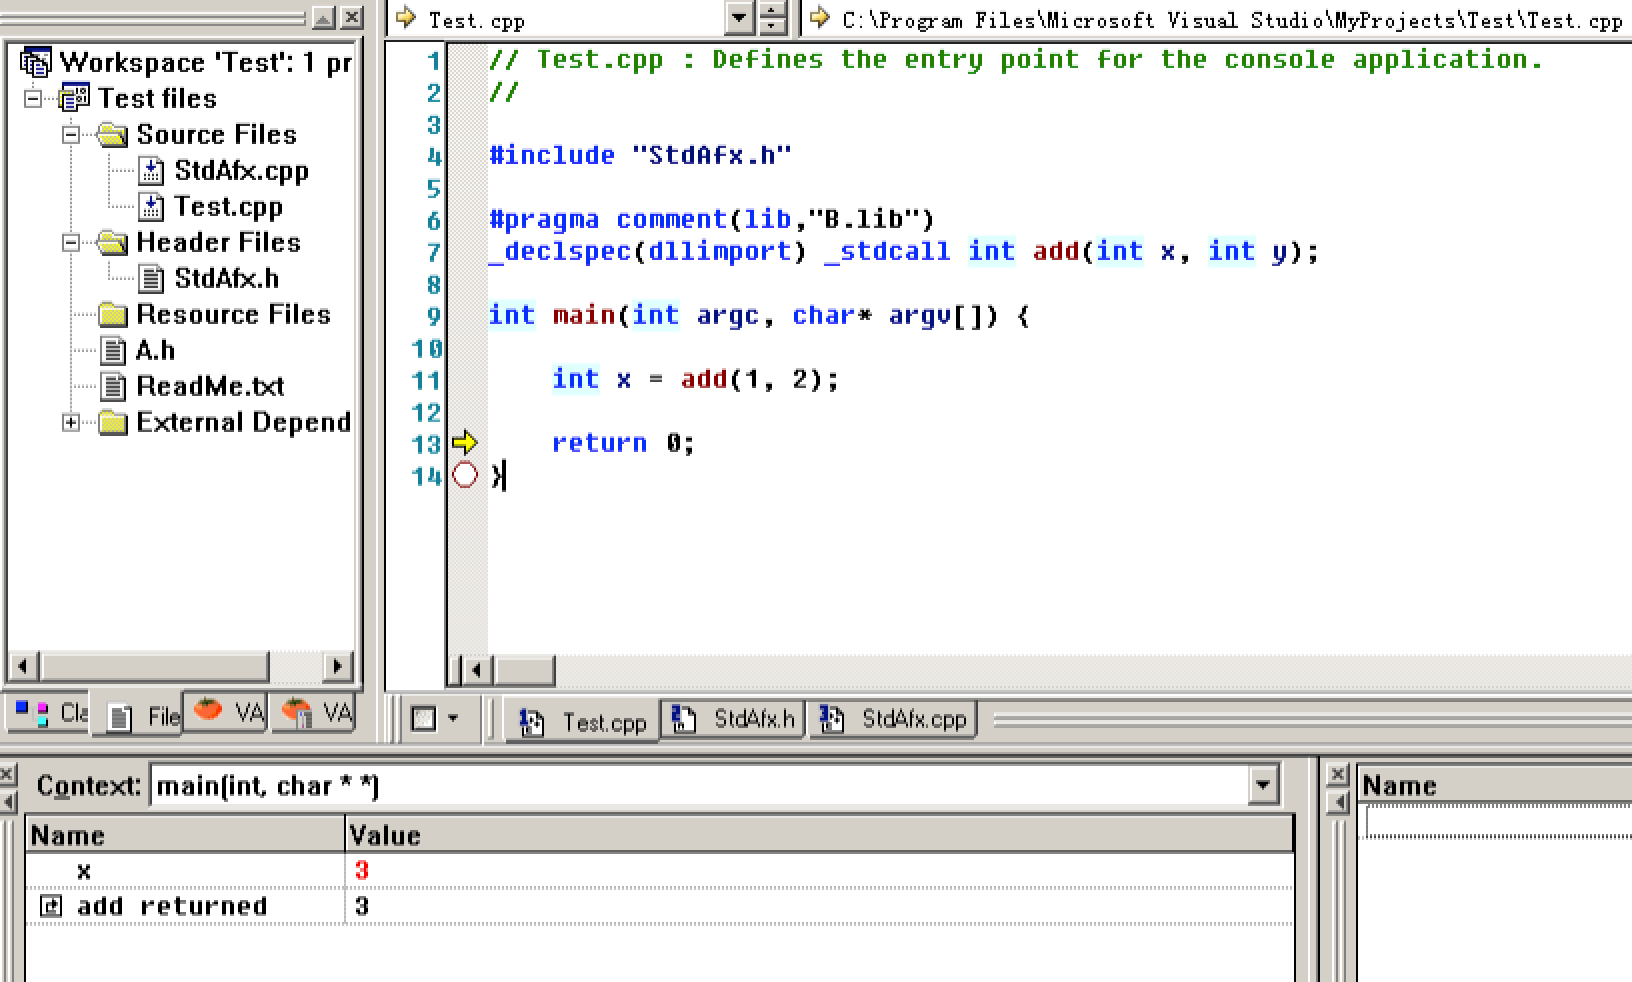 Test.cpp
C:\Program Files\Microsoft Visual Studio\MyProjects\Test\Test.cpp
Workspace 'Test': 1 pr
Test files
Source Files
StdAfx.cpp
Test.cpp
Header Files
StdAfx.h
Resource Files
A.h
ReadMe.txt
External Depend
Cla
File
VA
VA
1 // Test.cpp : Defines the entry point for the console application.
2 //
3
4 #include "StdAfx.h"
5
6 #pragma comment(lib,"B.lib")
7 _declspec(dllimport) _stdcall int add(int x, int y);
8
9 int main(int argc, char* argv[]) {
10
11 int x = add(1, 2);
12
13 return 0;
14 }
Test.cpp
StdAfx.h
StdAfx.cpp
Context: main(int, char * *)
Name Value
x 3
add returned 3
Name